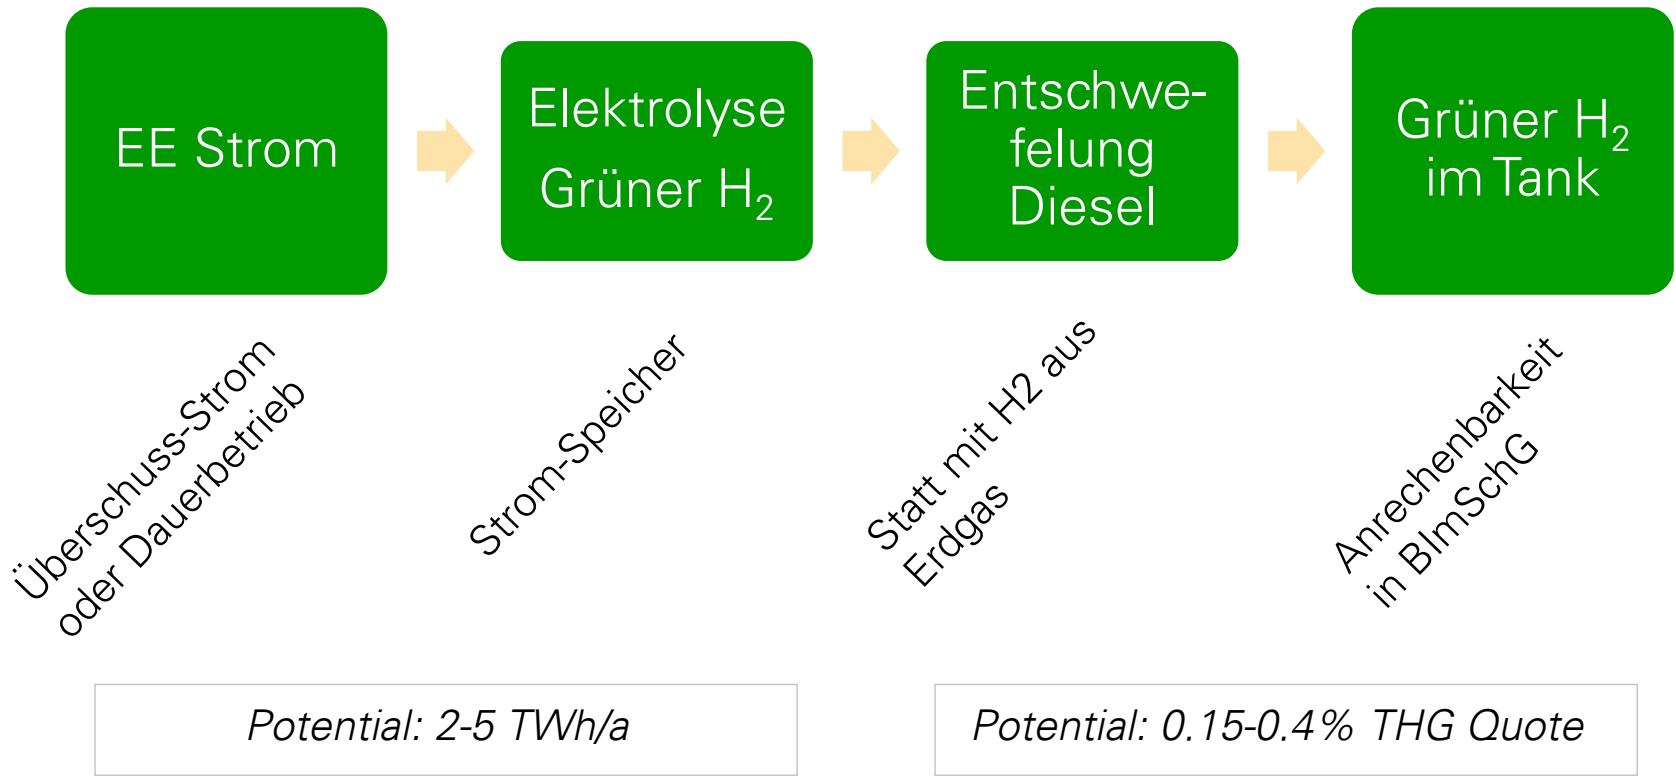 EE Strom
Elektrolyse
Grüner H₂
Entschwe-
felung
Diesel
Grüner H₂
im Tank
Überschuss-Strom
oder Dauerbetrieb
Strom-Speicher
Statt mit H2 aus
Erdgas
Anrechenbarkeit
in BImSchG
Potential: 2-5 TWh/a
Potential: 0.15-0.4% THG Quote